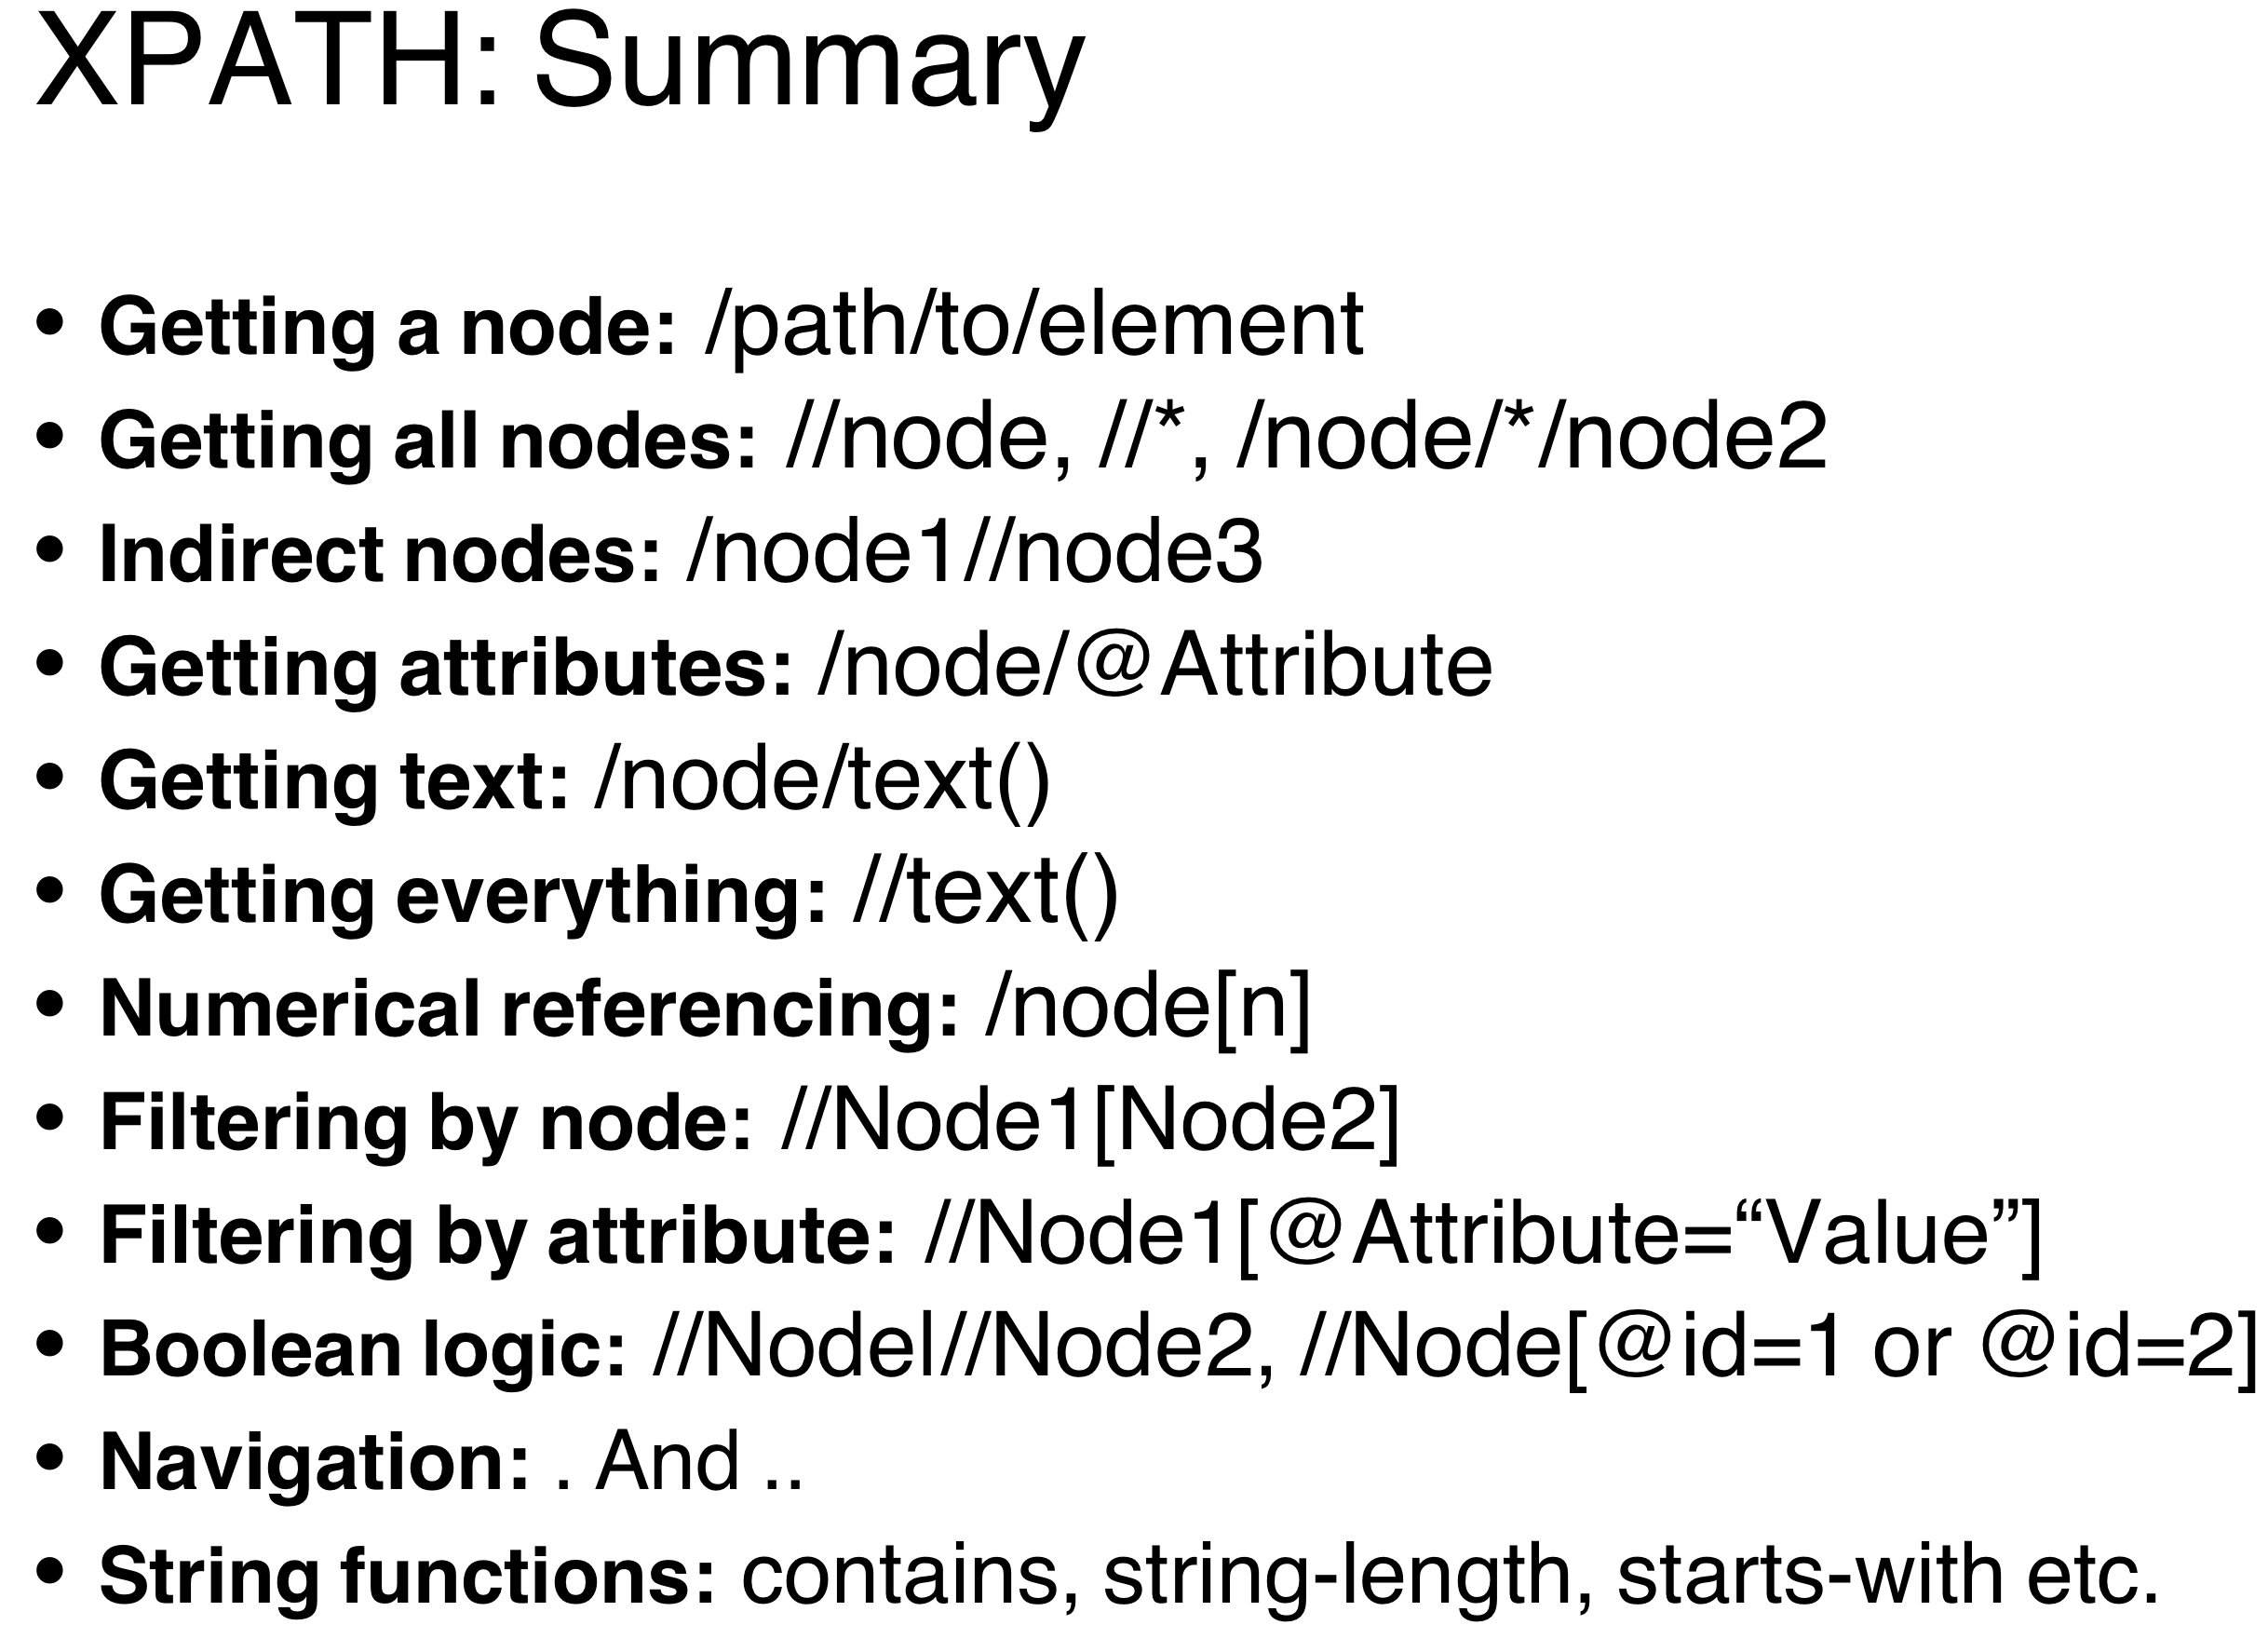 XPATH: Summary
• Getting a node: /path/to/element
• Getting all nodes: //node, //*, /node/*/node2
• Indirect nodes: /node1//node3
• Getting attributes: /node/@Attribute
• Getting text: /node/text()
• Getting everything: //text()
• Numerical referencing: /node[n]
• Filtering by node: //Node1[Node2]
• Filtering by attribute: //Node1[@Attribute=“Value”]
• Boolean logic: //Nodel//Node2, //Node[@id=1 or @id=2]
• Navigation: . And ..
• String functions: contains, string-length, starts-with etc.